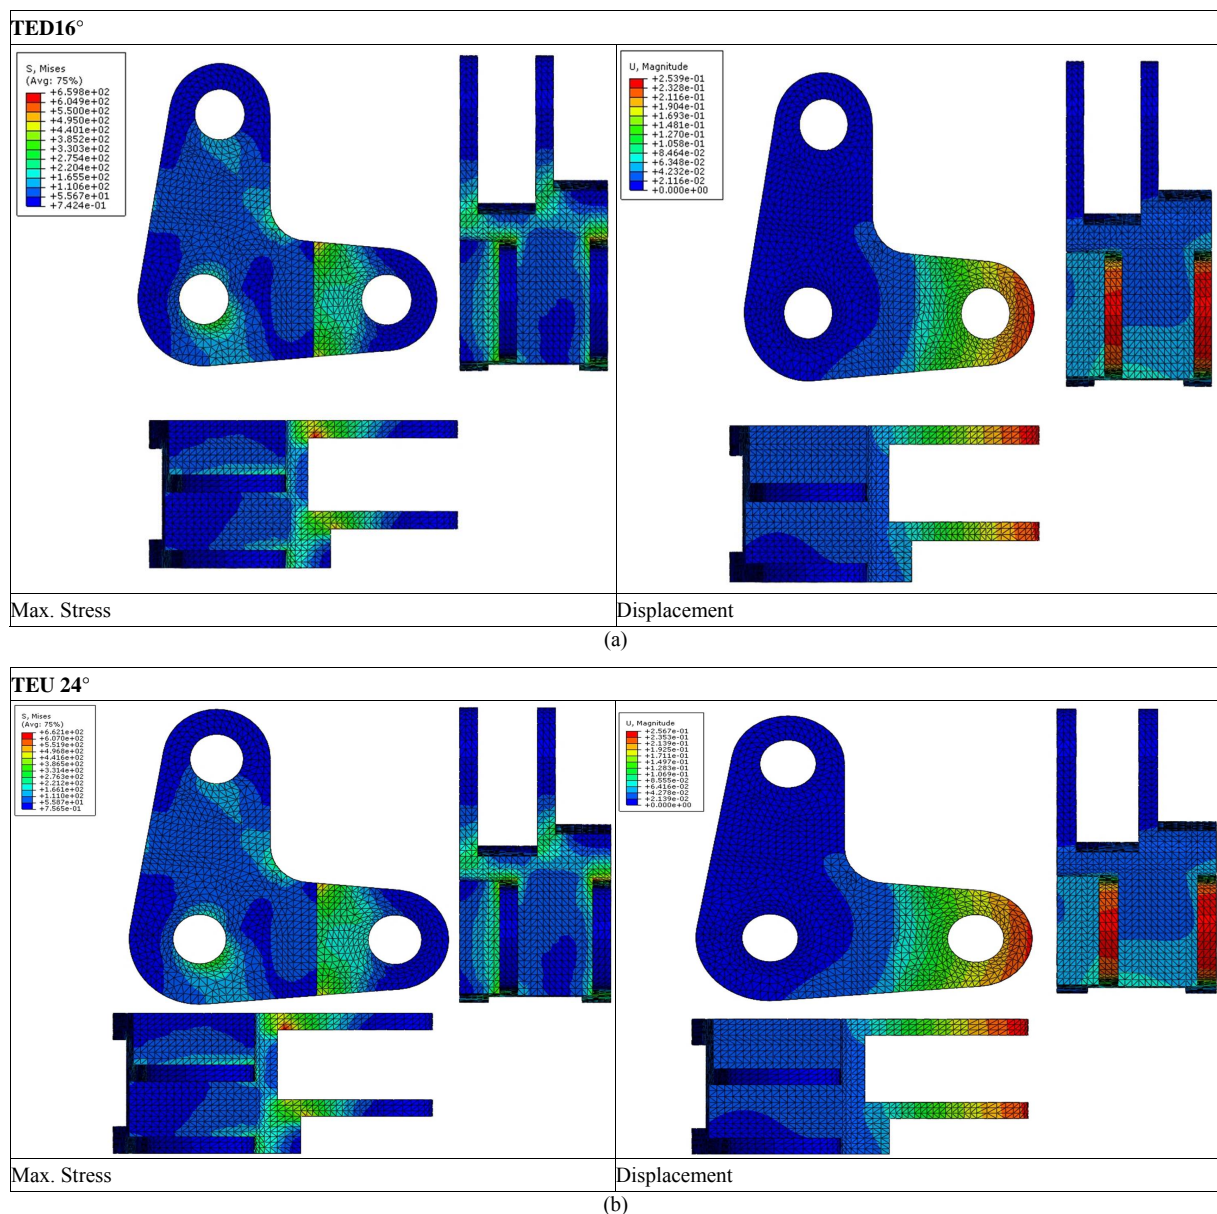 TED16°
S, Mises
(Avg: 75%)
+6.598e+02
+6.049e+02
+5.500e+02
+4.950e+02
+4.401e+02
+3.852e+02
+3.303e+02
+2.754e+02
+2.204e+02
+1.655e+02
+1.106e+02
+5.567e+01
+7.424e-01
U, Magnitude
+2.539e-01
+2.328e-01
+2.116e-01
+1.904e-01
+1.693e-01
+1.481e-01
+1.270e-01
+1.058e-01
+8.464e-02
+6.348e-02
+4.232e-02
+2.116e-02
+0.000e+00
Max. Stress
Displacement
(a)
TEU 24°
S, Mises
(Avg: 75%)
+6.621e+02
+6.070e+02
+5.519e+02
+4.968e+02
+4.416e+02
+3.865e+02
+3.314e+02
+2.763e+02
+2.212e+02
+1.661e+02
+1.110e+02
+5.587e+01
+7.565e-01
U, Magnitude
+2.567e-01
+2.353e-01
+2.139e-01
+1.925e-01
+1.711e-01
+1.497e-01
+1.283e-01
+1.069e-01
+8.555e-02
+6.416e-02
+4.278e-02
+2.139e-02
+0.000e+00
Max. Stress
Displacement
(b)